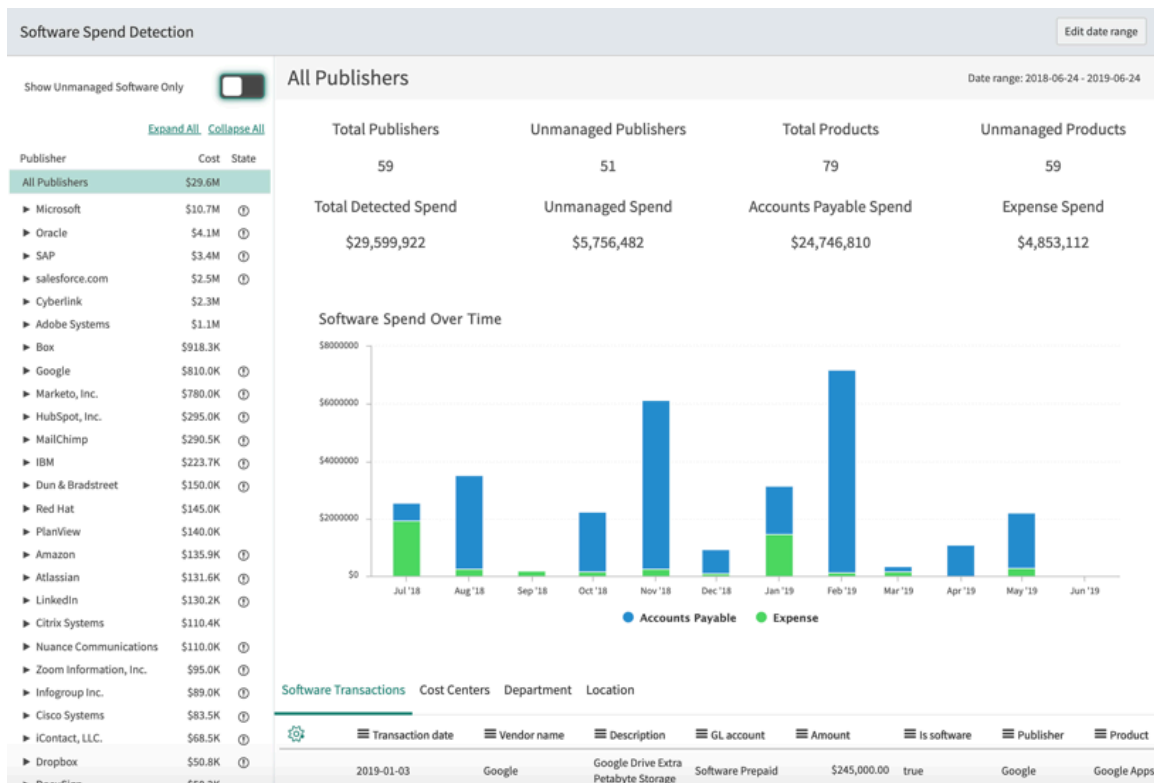 Software Spend Detection
Edit date range
Show Unmanaged Software Only
Expand All Collapse All
Publisher Cost State
All Publishers $29.6M
Microsoft $10.7M
Oracle $4.1M
SAP $3.4M
salesforce.com $2.5M
Cyberlink $2.3M
Adobe Systems $1.1M
Box $918.3K
Google $810.0K
Marketo, Inc. $780.0K
HubSpot, Inc. $295.0K
MailChimp $290.5K
IBM $223.7K
Dun & Bradstreet $150.0K
Red Hat $145.0K
PlanView $140.0K
Amazon $135.9K
Atlassian $131.6K
LinkedIn $130.2K
Citrix Systems $110.4K
Nuance Communications $110.0K
Zoom Information, Inc. $95.0K
Infogroup Inc. $89.0K
Cisco Systems $83.5K
iContact, LLC. $68.5K
Dropbox $50.8K
All Publishers
Date range: 2018-06-24 - 2019-06-24
Total Publishers Unmanaged Publishers Total Products Unmanaged Products
59 51 79 59
Total Detected Spend Unmanaged Spend Accounts Payable Spend Expense Spend
$29,599,922 $5,756,482 $24,746,810 $4,853,112
Software Spend Over Time
$8000000
$6000000
$4000000
$2000000
$0
Jul '18 Aug '18 Sep '18 Oct '18 Nov '18 Dec '18 Jan '19 Feb '19 Mar '19 Apr '19 May '19 Jun '19
Accounts Payable Expense
Software Transactions Cost Centers Department Location
Transaction date Vendor name Description GL account Amount Is software Publisher Product
2019-01-03 Google Google Drive Extra Petabyte Storage Software Prepaid $245,000.00 true Google Google Apps